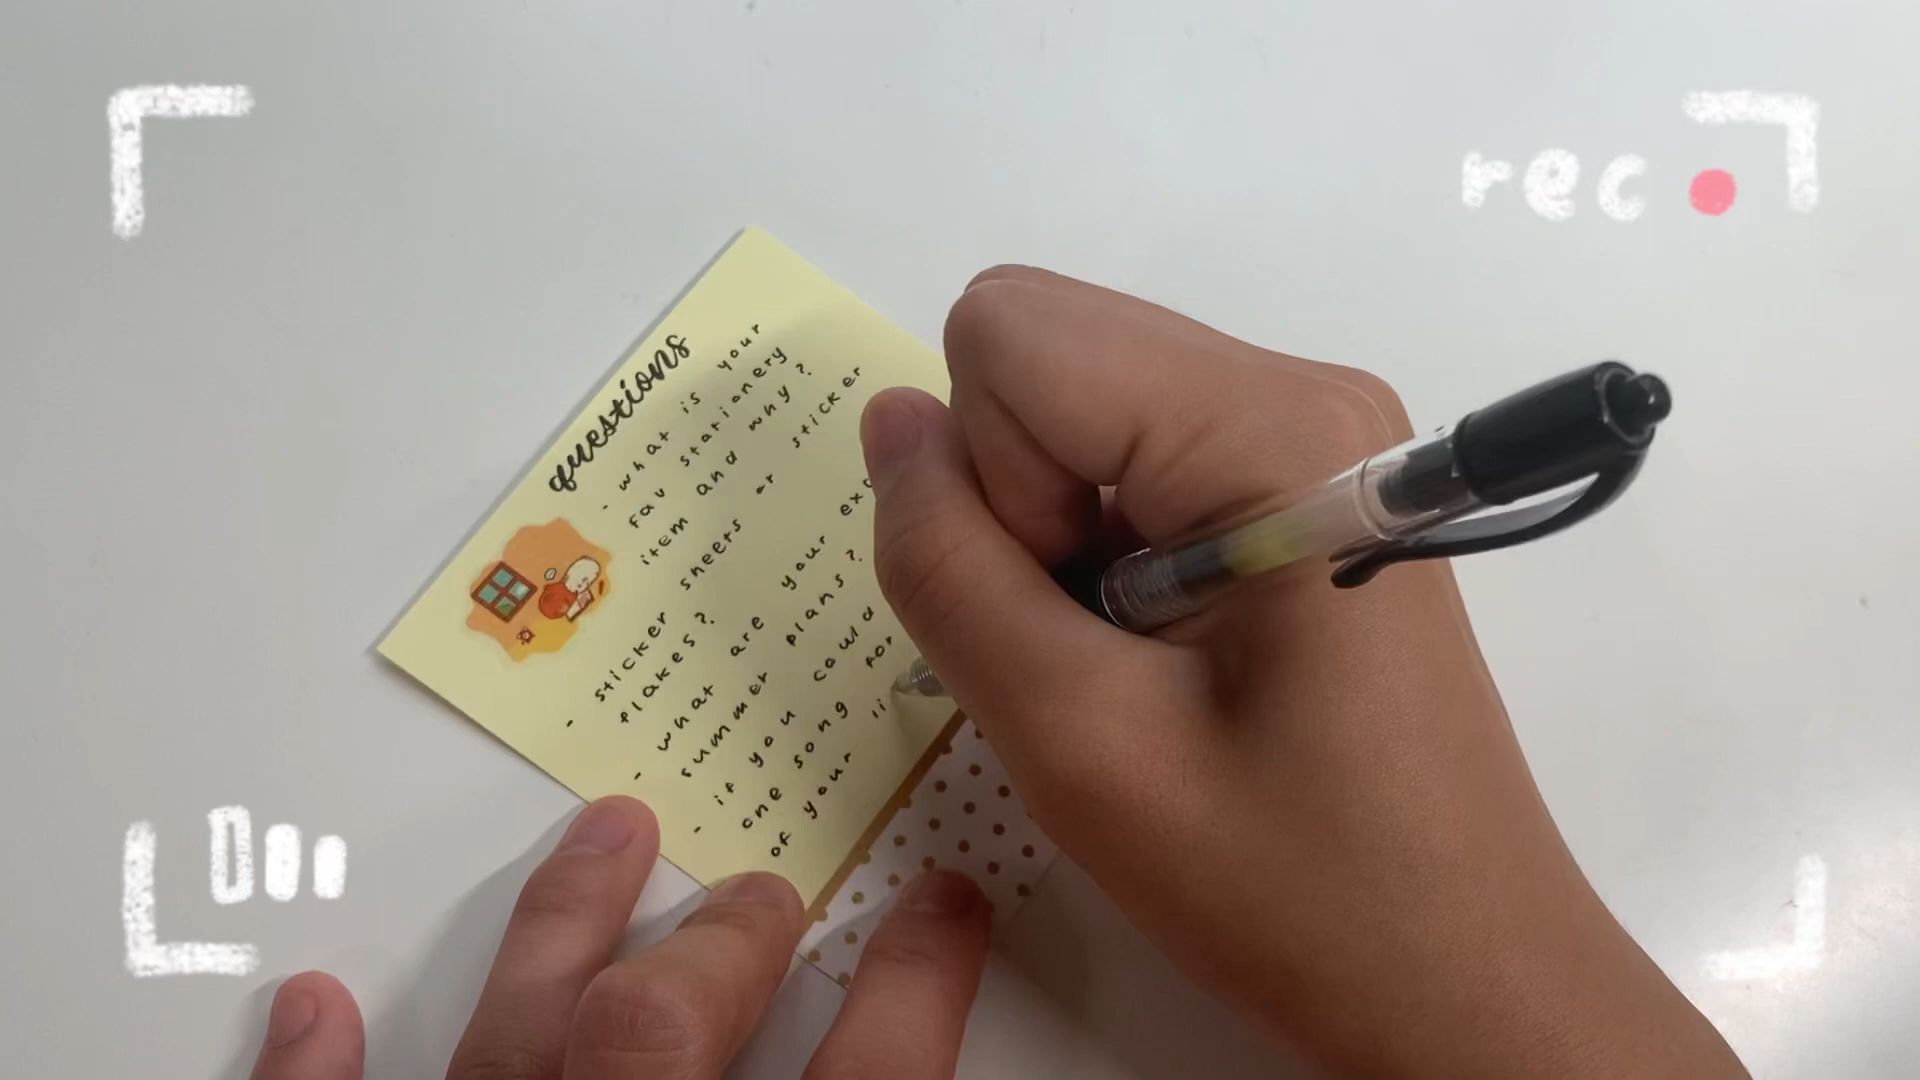 rec
questions
- what is your
fav stationery
item and why?
- sticker sheets or sticker
flakes?
- what are your
summer plans?
- if you could
one song for
of your